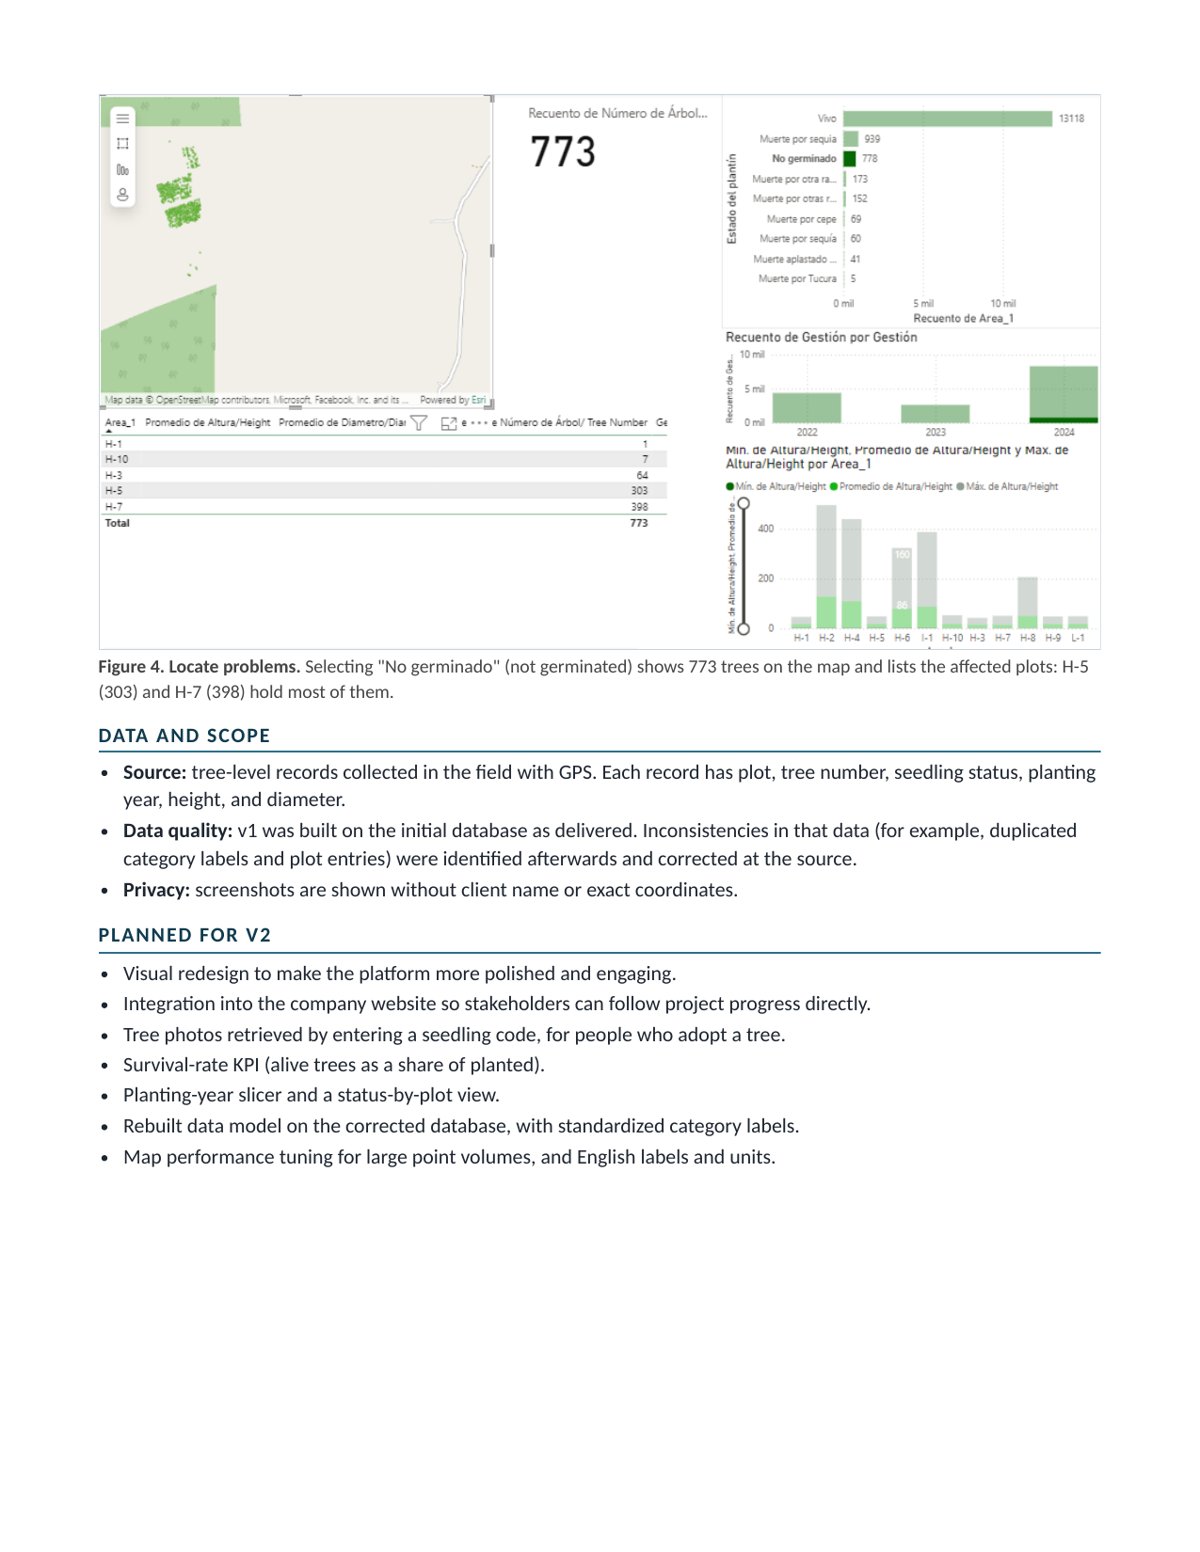 Recuento de Número de Árbol...
773
Map data © OpenStreetMap contributors, Microsoft, Facebook, Inc. and its ... Powered by Esri
Area_1 Promedio de Altura/Height Promedio de Diametro/Diar e Número de Árbol/ Tree Number Ge
H-1 1
H-10 7
H-3 64
H-5 303
H-7 398
Total 773
Estado del plantín
Vivo 13118
Muerte por sequia 939
No germinado 778
Muerte por otra ra... 173
Muerte por otras r... 152
Muerte por cepe 69
Muerte por sequía 60
Muerte aplastado ... 41
Muerte por Tucura 5
0 mil 5 mil 10 mil
Recuento de Area_1
Recuento de Gestión por Gestión
Recuento de Ges...
10 mil
5 mil
0 mil
2022 2023 2024
Mín. de Altura/Height, Promedio de Altura/Height y Máx. de
Altura/Height por Area_1
Mín. de Altura/Height Promedio de Altura/Height Máx. de Altura/Height
Mín. de Altura/Height, Promedio de ...
400
200
0
160
86
H-1 H-2 H-4 H-5 H-6 I-1 H-10 H-3 H-7 H-8 H-9 L-1
Figure 4. Locate problems. Selecting "No germinado" (not germinated) shows 773 trees on the map and lists the affected plots: H-5
(303) and H-7 (398) hold most of them.
DATA AND SCOPE
• Source: tree-level records collected in the field with GPS. Each record has plot, tree number, seedling status, planting
year, height, and diameter.
• Data quality: v1 was built on the initial database as delivered. Inconsistencies in that data (for example, duplicated
category labels and plot entries) were identified afterwards and corrected at the source.
• Privacy: screenshots are shown without client name or exact coordinates.
PLANNED FOR V2
• Visual redesign to make the platform more polished and engaging.
• Integration into the company website so stakeholders can follow project progress directly.
• Tree photos retrieved by entering a seedling code, for people who adopt a tree.
• Survival-rate KPI (alive trees as a share of planted).
• Planting-year slicer and a status-by-plot view.
• Rebuilt data model on the corrected database, with standardized category labels.
• Map performance tuning for large point volumes, and English labels and units.